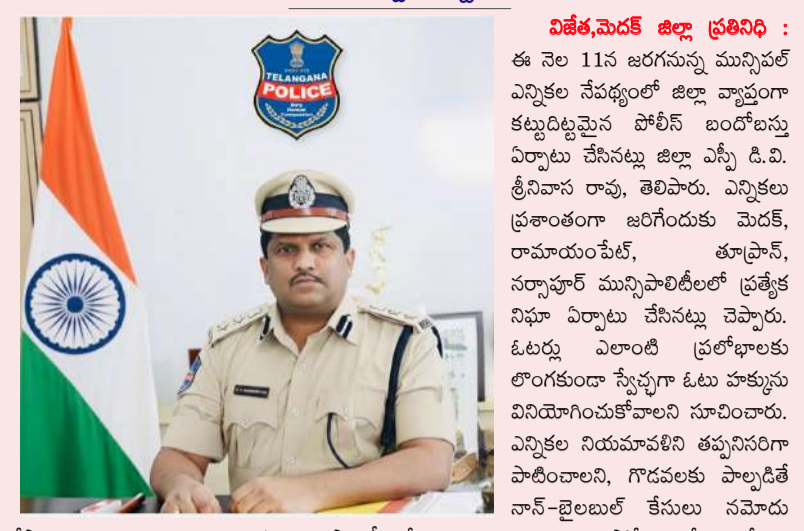 TELANGANA
POLICE
విజేత,మెదక్ జిల్లా ప్రతినిధి :
ఈ నెల 11న జరగనున్న మున్సిపల్
ఎన్నికల నేపథ్యంలో జిల్లా వ్యాప్తంగా
కట్టుదిట్టమైన పోలీస్ బందోబస్తు
ఏర్పాటు చేసినట్లు జిల్లా ఎస్పీ డి.వి.
శ్రీనివాస రావు, తెలిపారు. ఎన్నికలు
ప్రశాంతంగా జరిగేందుకు మెదక్,
రామాయంపేట్, తూప్రాన్,
నర్సాపూర్ మున్సిపాలిటీలలో ప్రత్యేక
నిఘా ఏర్పాటు చేసినట్లు చెప్పారు.
ఓటర్లు ఎలాంటి ప్రలోభాలకు
లొంగకుండా స్వేచ్ఛగా ఓటు హక్కును
వినియోగించుకోవాలని సూచించారు.
ఎన్నికల నియమావళిని తప్పనిసరిగా
పాటించాలని, గొడవలకు పాల్పడితే
నాన్-బైలబుల్ కేసులు నమోదు